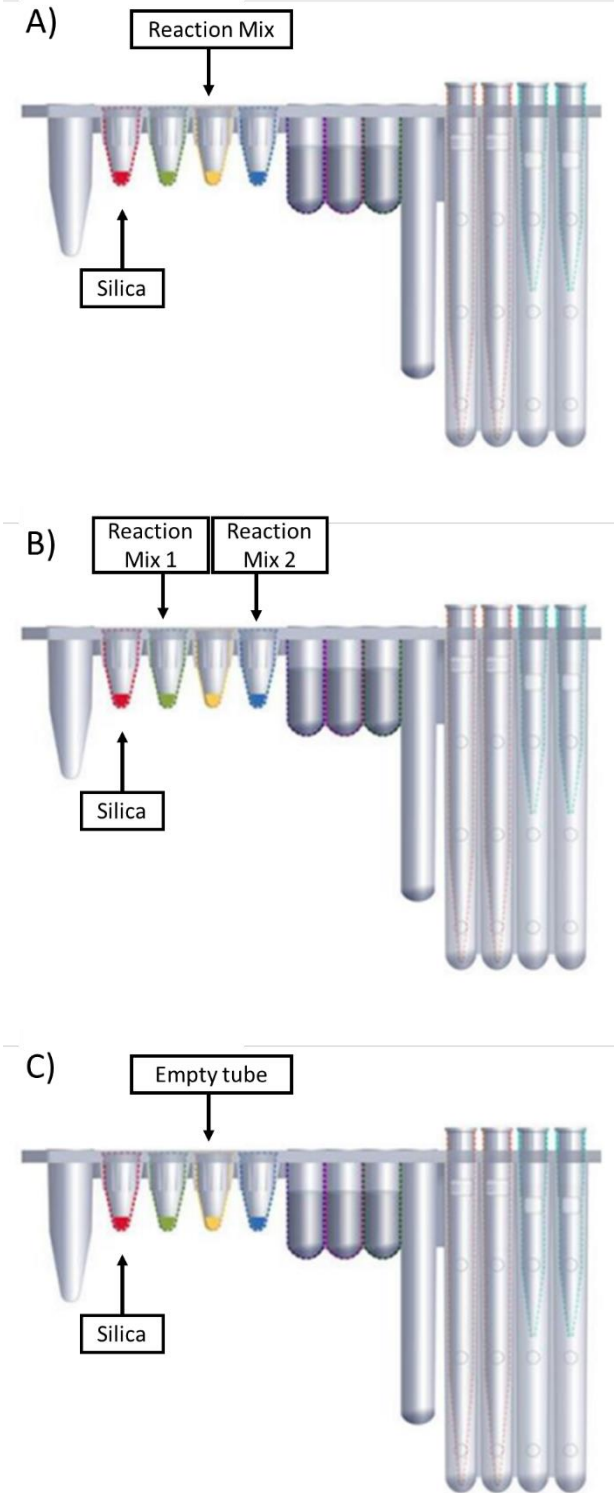 A)
Reaction Mix
Silica
B)
Reaction
Mix 1
Reaction
Mix 2
Silica
C)
Empty tube
Silica